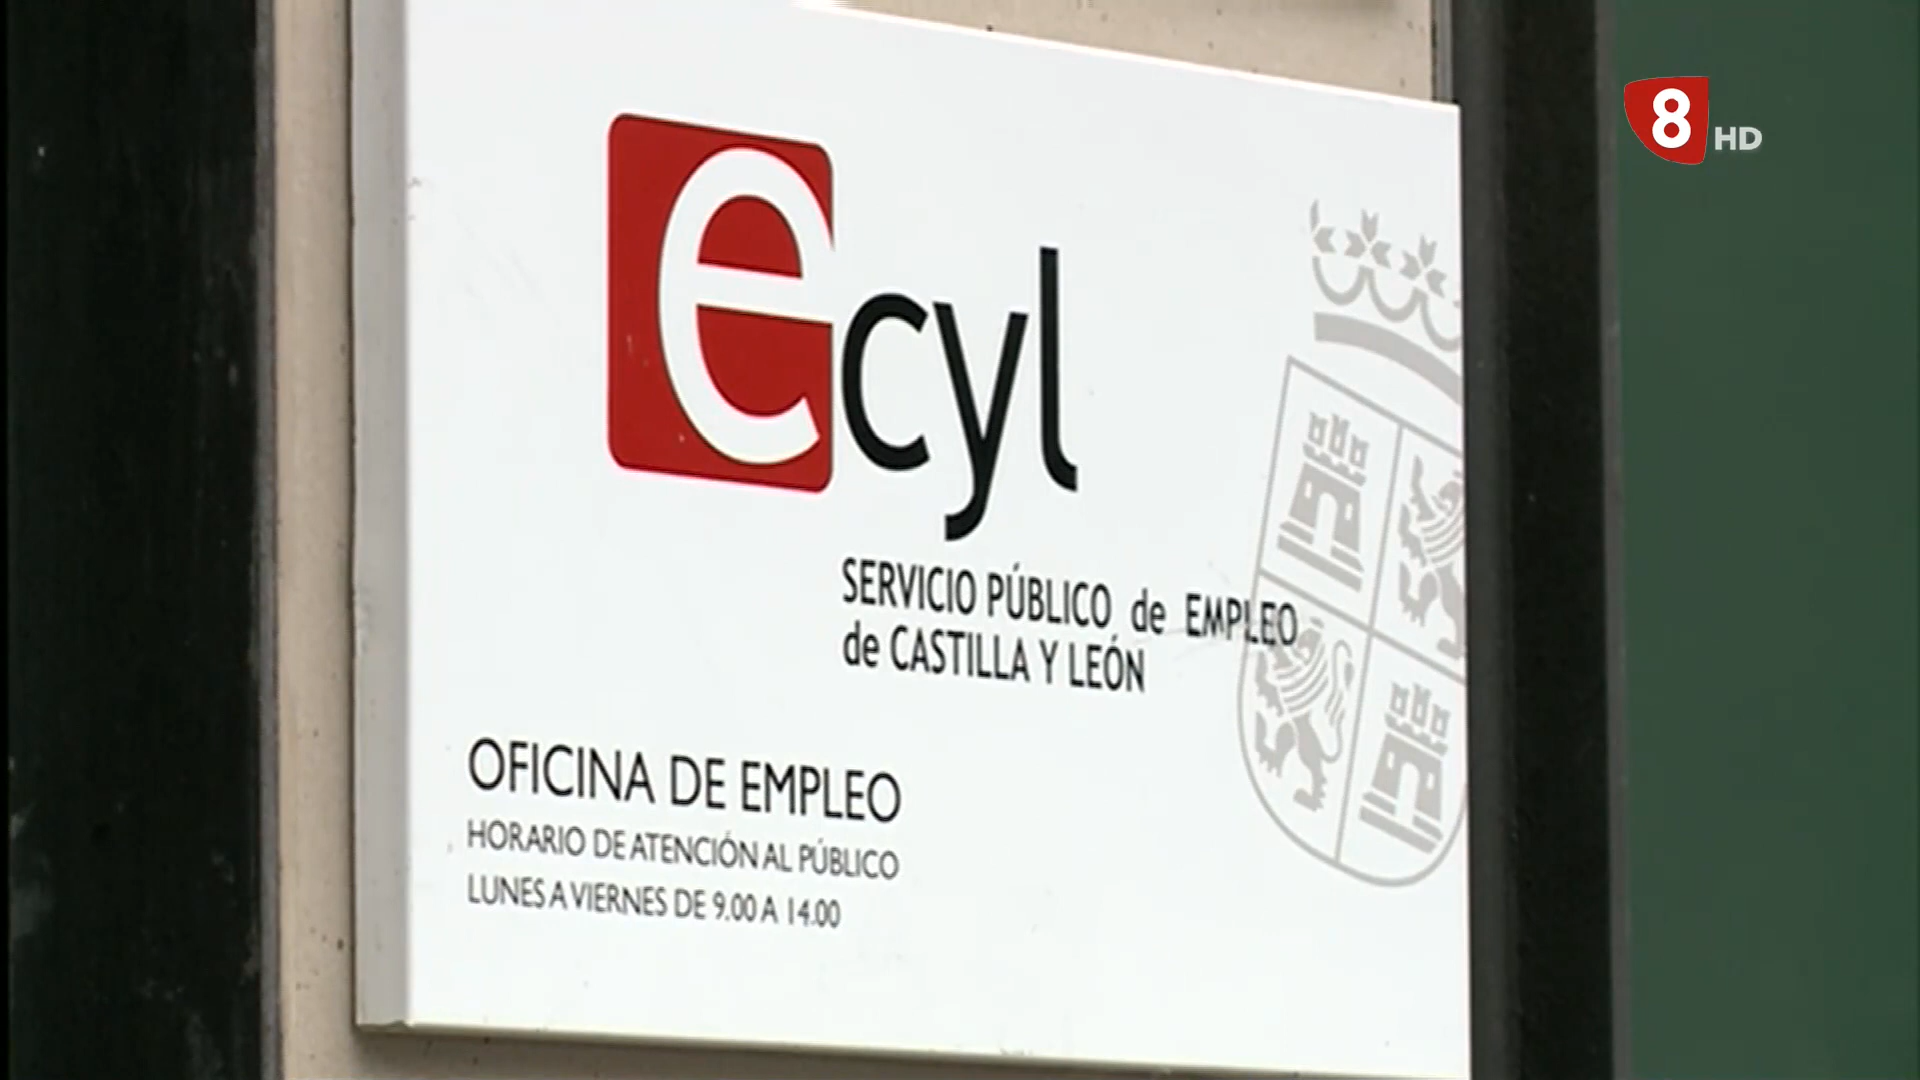 8 HD
ecyl
SERVICIO PÚBLICO de EMPLEO
de CASTILLA Y LEÓN
OFICINA DE EMPLEO
HORARIO DE ATENCIÓN AL PÚBLICO
LUNES A VIERNES DE 9.00 A 14.00